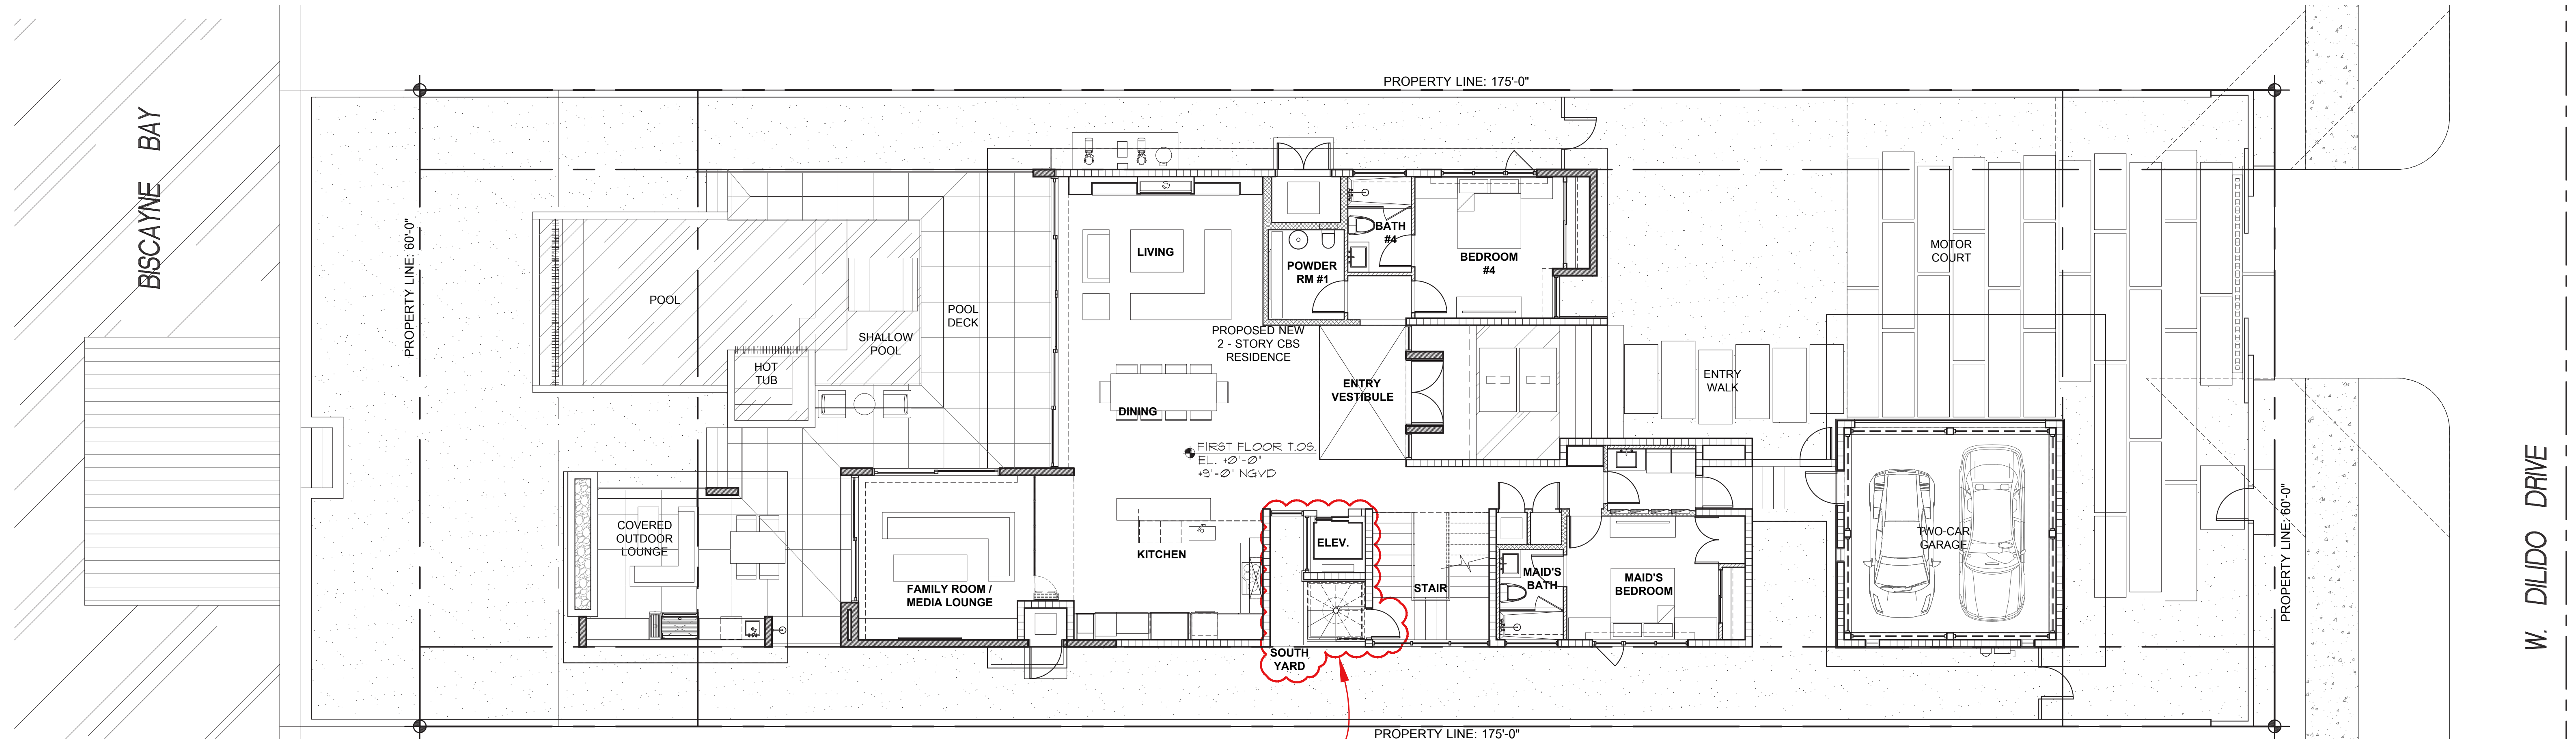 PROPERTY LINE: 175'-0"
BISCAYNE BAY
PROPERTY LINE: 60'-0"
POOL
SHALLOW
POOL
HOT
TUB
POOL
DECK
COVERED
OUTDOOR
LOUNGE
LIVING
DINING
POWDER
RM #1
BATH
#4
BEDROOM
#4
PROPOSED NEW
2 - STORY CBS
RESIDENCE
ENTRY
VESTIBULE
FIRST FLOOR T.O.S.
EL. +0'-0"
+9'-0" NGVD
KITCHEN
FAMILY ROOM /
MEDIA LOUNGE
ELEV.
SOUTH
YARD
STAIR
MAID'S
BATH
MAID'S
BEDROOM
ENTRY
WALK
MOTOR
COURT
TWO-CAR
GARAGE
PROPERTY LINE: 60'-0"
W. DILIDO DRIVE
PROPERTY LINE: 175'-0"